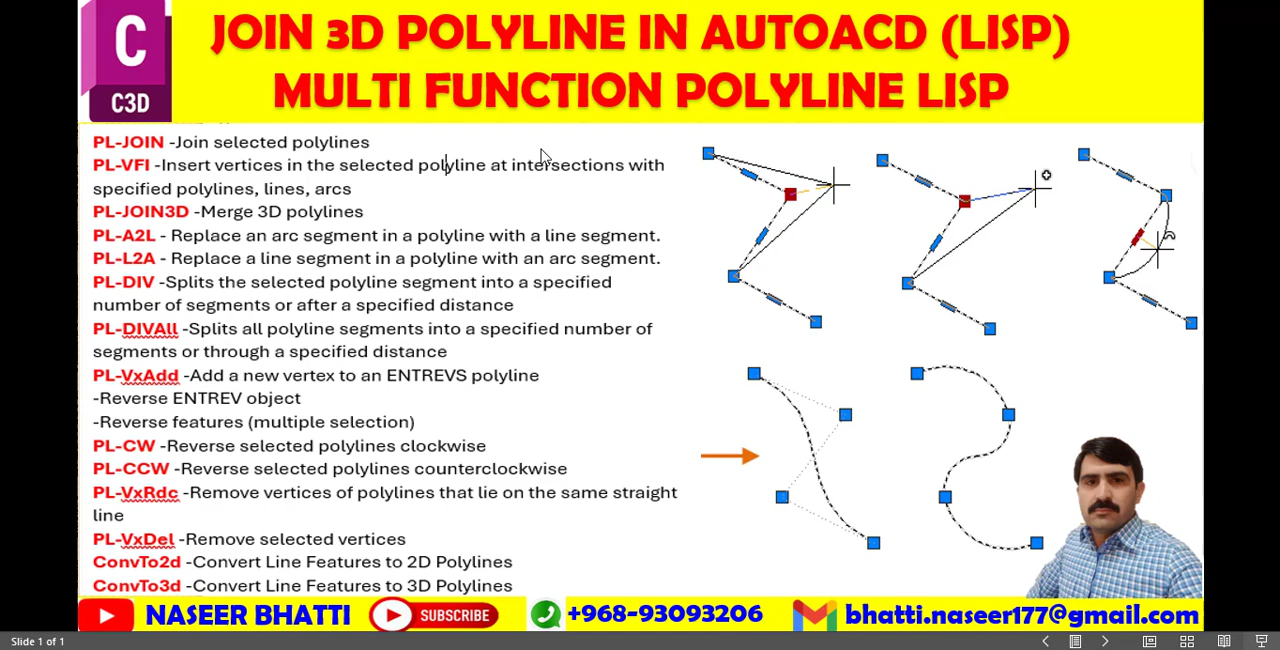 C
C3D
JOIN 3D POLYLINE IN AUTOACD (LISP)
MULTI FUNCTION POLYLINE LISP
PL-JOIN -Join selected polylines
PL-VFI -Insert vertices in the selected polyline at intersections with
specified polylines, lines, arcs
PL-JOIN3D -Merge 3D polylines
PL-A2L - Replace an arc segment in a polyline with a line segment.
PL-L2A - Replace a line segment in a polyline with an arc segment.
PL-DIV -Splits the selected polyline segment into a specified
number of segments or after a specified distance
PL-DIVAll -Splits all polyline segments into a specified number of
segments or through a specified distance
PL-VxAdd -Add a new vertex to an ENTREVS polyline
-Reverse ENTREV object
-Reverse features (multiple selection)
PL-CW -Reverse selected polylines clockwise
PL-CCW -Reverse selected polylines counterclockwise
PL-VxRdc -Remove vertices of polylines that lie on the same straight
line
PL-VxDel -Remove selected vertices
ConvTo2d -Convert Line Features to 2D Polylines
ConvTo3d -Convert Line Features to 3D Polylines
NASEER BHATTI SUBSCRIBE +968-93093206 bhatti.naseer177@gmail.com
Slide 1 of 1